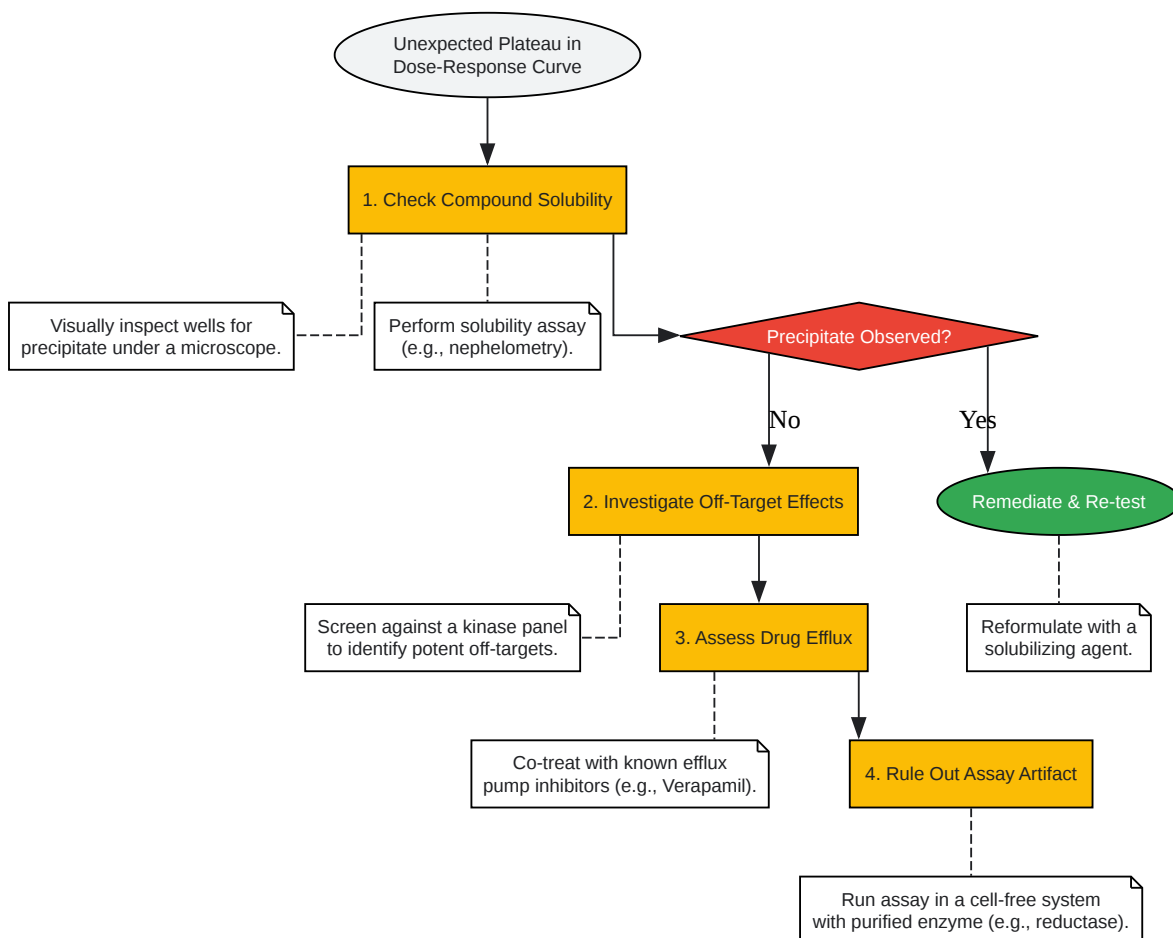 Unexpected Plateau in
Dose-Response Curve
1. Check Compound Solubility
Visually inspect wells for
precipitate under a microscope.
Perform solubility assay
(e.g., nephelometry).
Precipitate Observed?
No
Yes
2. Investigate Off-Target Effects
Remediate & Re-test
Screen against a kinase panel
to identify potent off-targets.
3. Assess Drug Efflux
Reformulate with a
solubilizing agent.
Co-treat with known efflux
pump inhibitors (e.g., Verapamil).
4. Rule Out Assay Artifact
Run assay in a cell-free system
with purified enzyme (e.g., reductase).